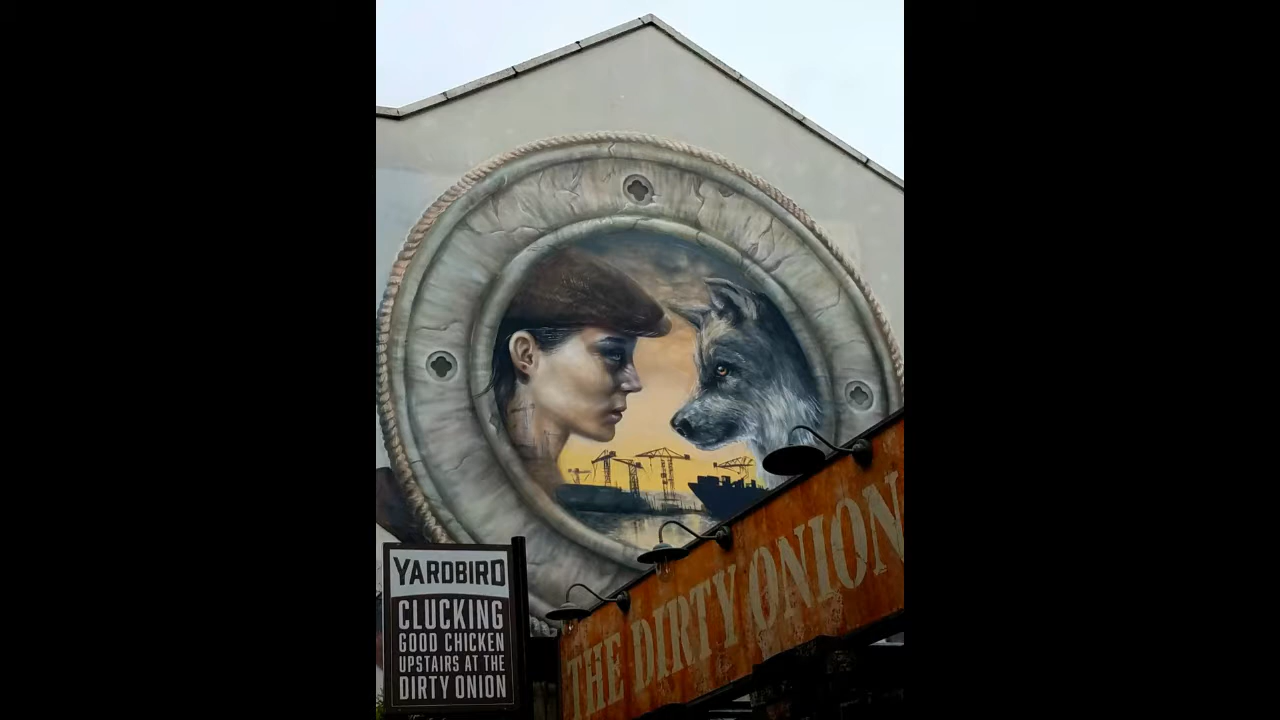 YARDBIRD
CLUCKING
GOOD CHICKEN
UPSTAIRS AT THE
DIRTY ONION
THE DIRTY ONION